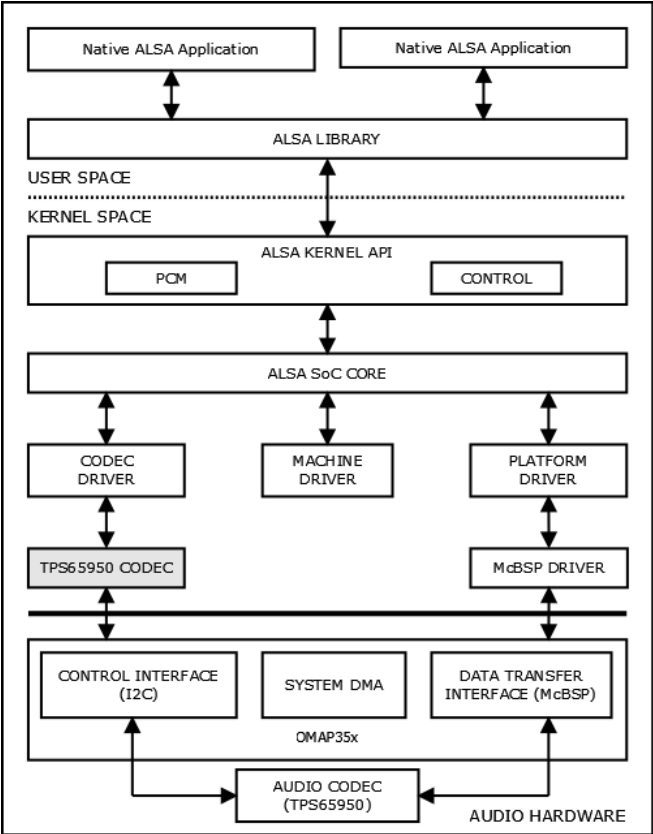 Native ALSA Application
Native ALSA Application
ALSA LIBRARY
USER SPACE
KERNEL SPACE
ALSA KERNEL API
PCM
CONTROL
ALSA SoC CORE
CODEC
DRIVER
MACHINE
DRIVER
PLATFORM
DRIVER
TPS65950 CODEC
McBSP DRIVER
CONTROL INTERFACE
(I2C)
SYSTEM DMA
DATA TRANSFER
INTERFACE (McBSP)
OMAP35x
AUDIO CODEC
(TPS65950)
AUDIO HARDWARE